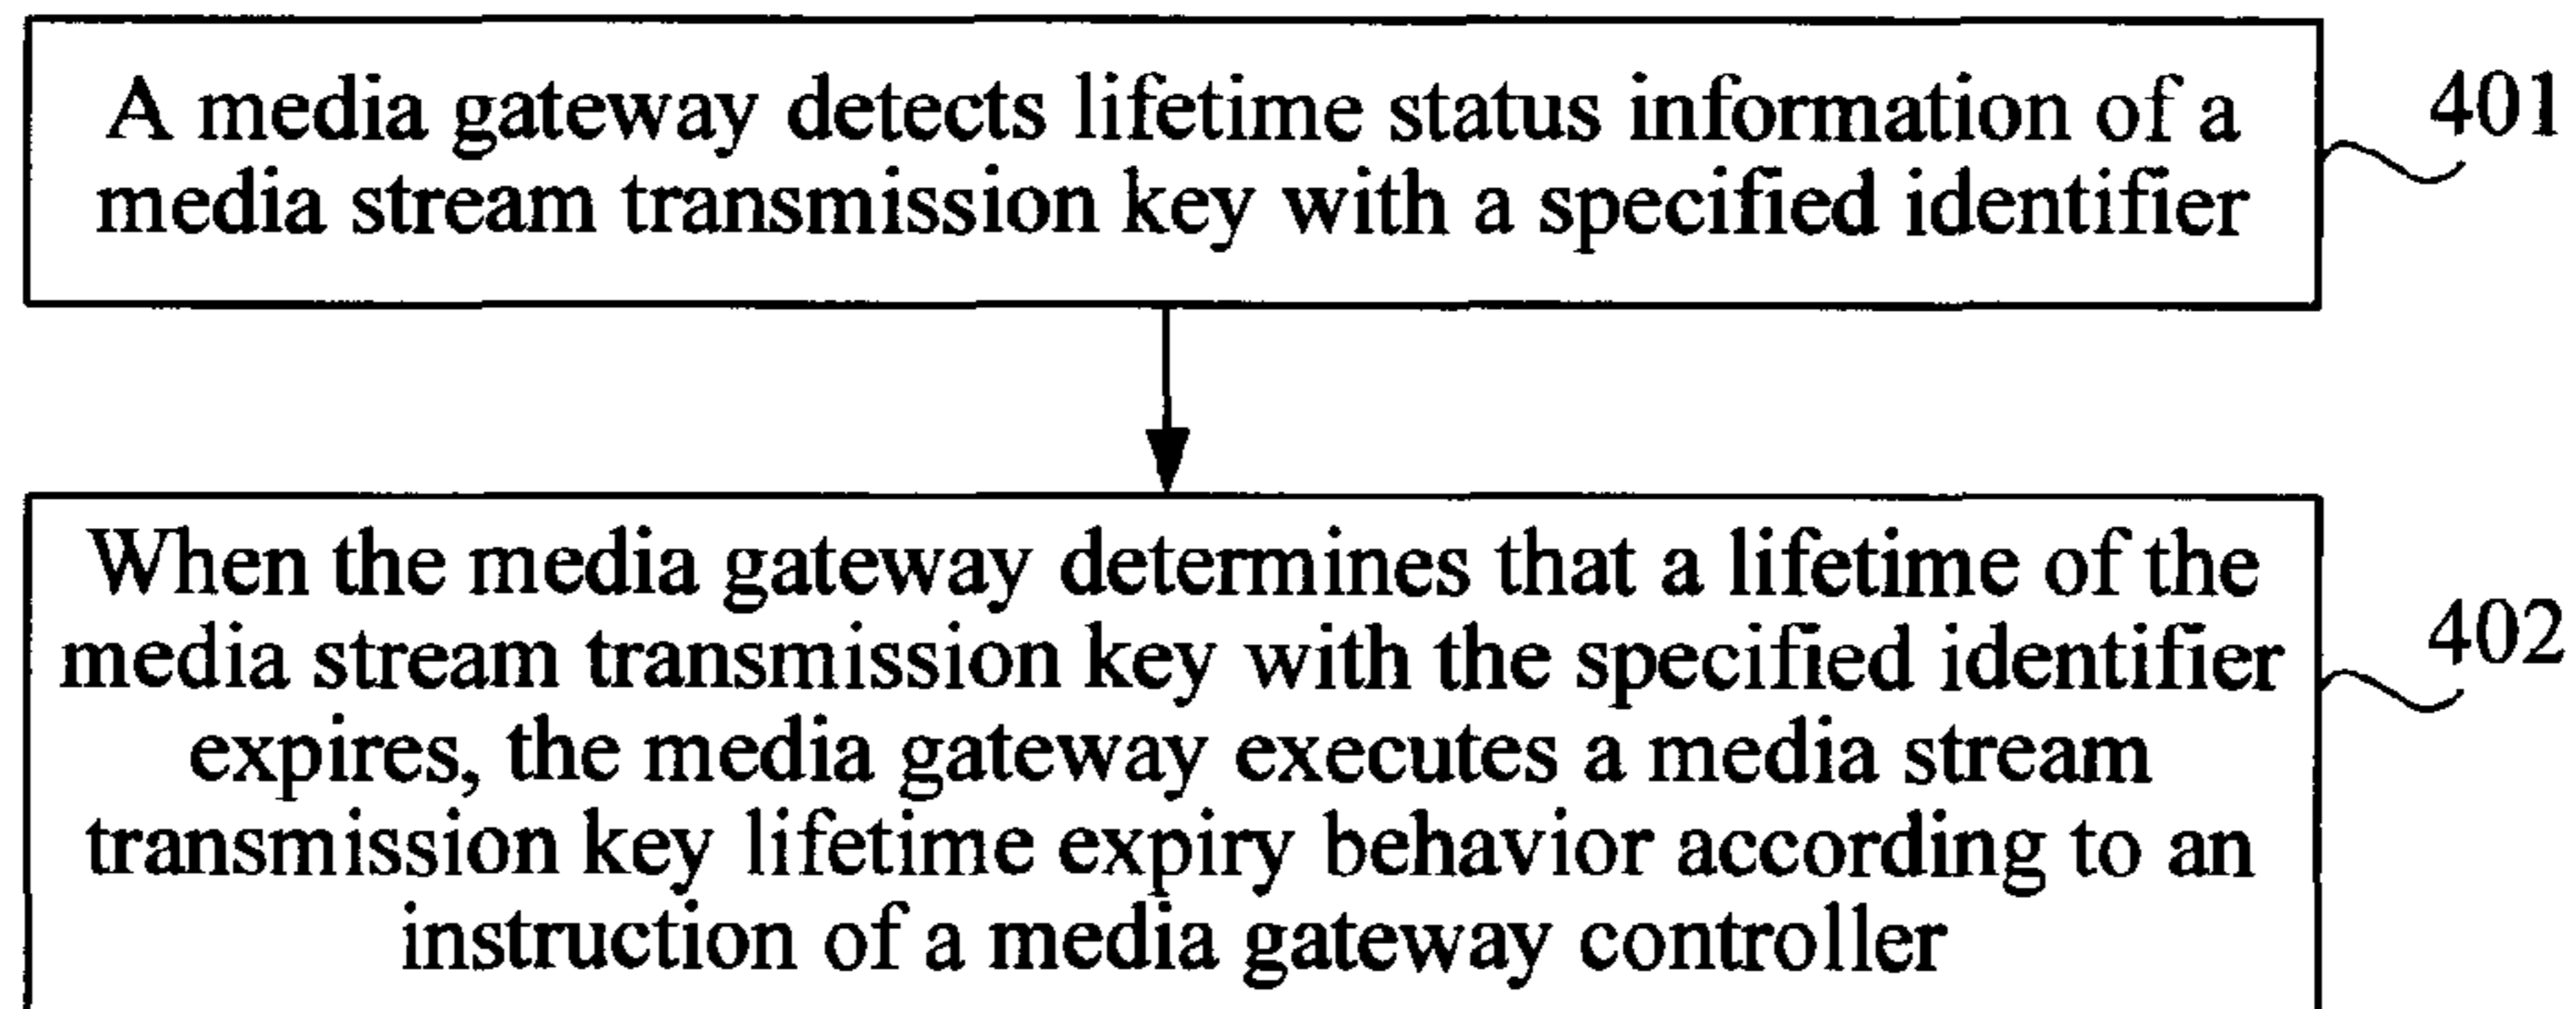 A media gateway detects lifetime status information of a
media stream transmission key with a specified identifier
401
When the media gateway determines that a lifetime of the
media stream transmission key with the specified identifier
expires, the media gateway executes a media stream
transmission key lifetime expiry behavior according to an
instruction of a media gateway controller
402